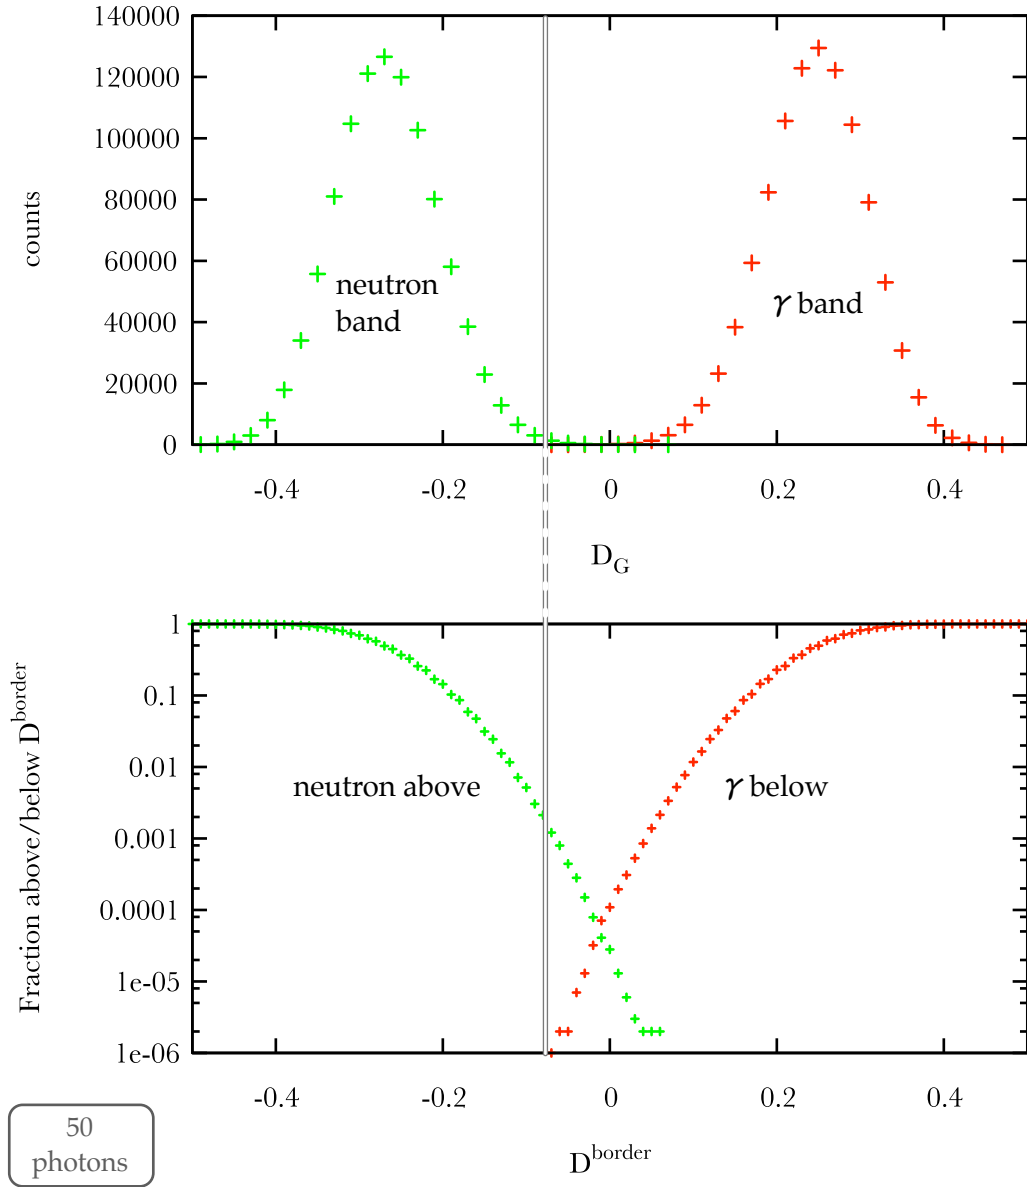 140000
120000
100000
80000
60000
40000
20000
0
counts
neutron
band
γ band
-0.4 -0.2 0 0.2 0.4
D_G
1
0.1
0.01
0.001
0.0001
1e-05
1e-06
Fraction above/below D^border
neutron above
γ below
-0.4 -0.2 0 0.2 0.4
D^border
50
photons